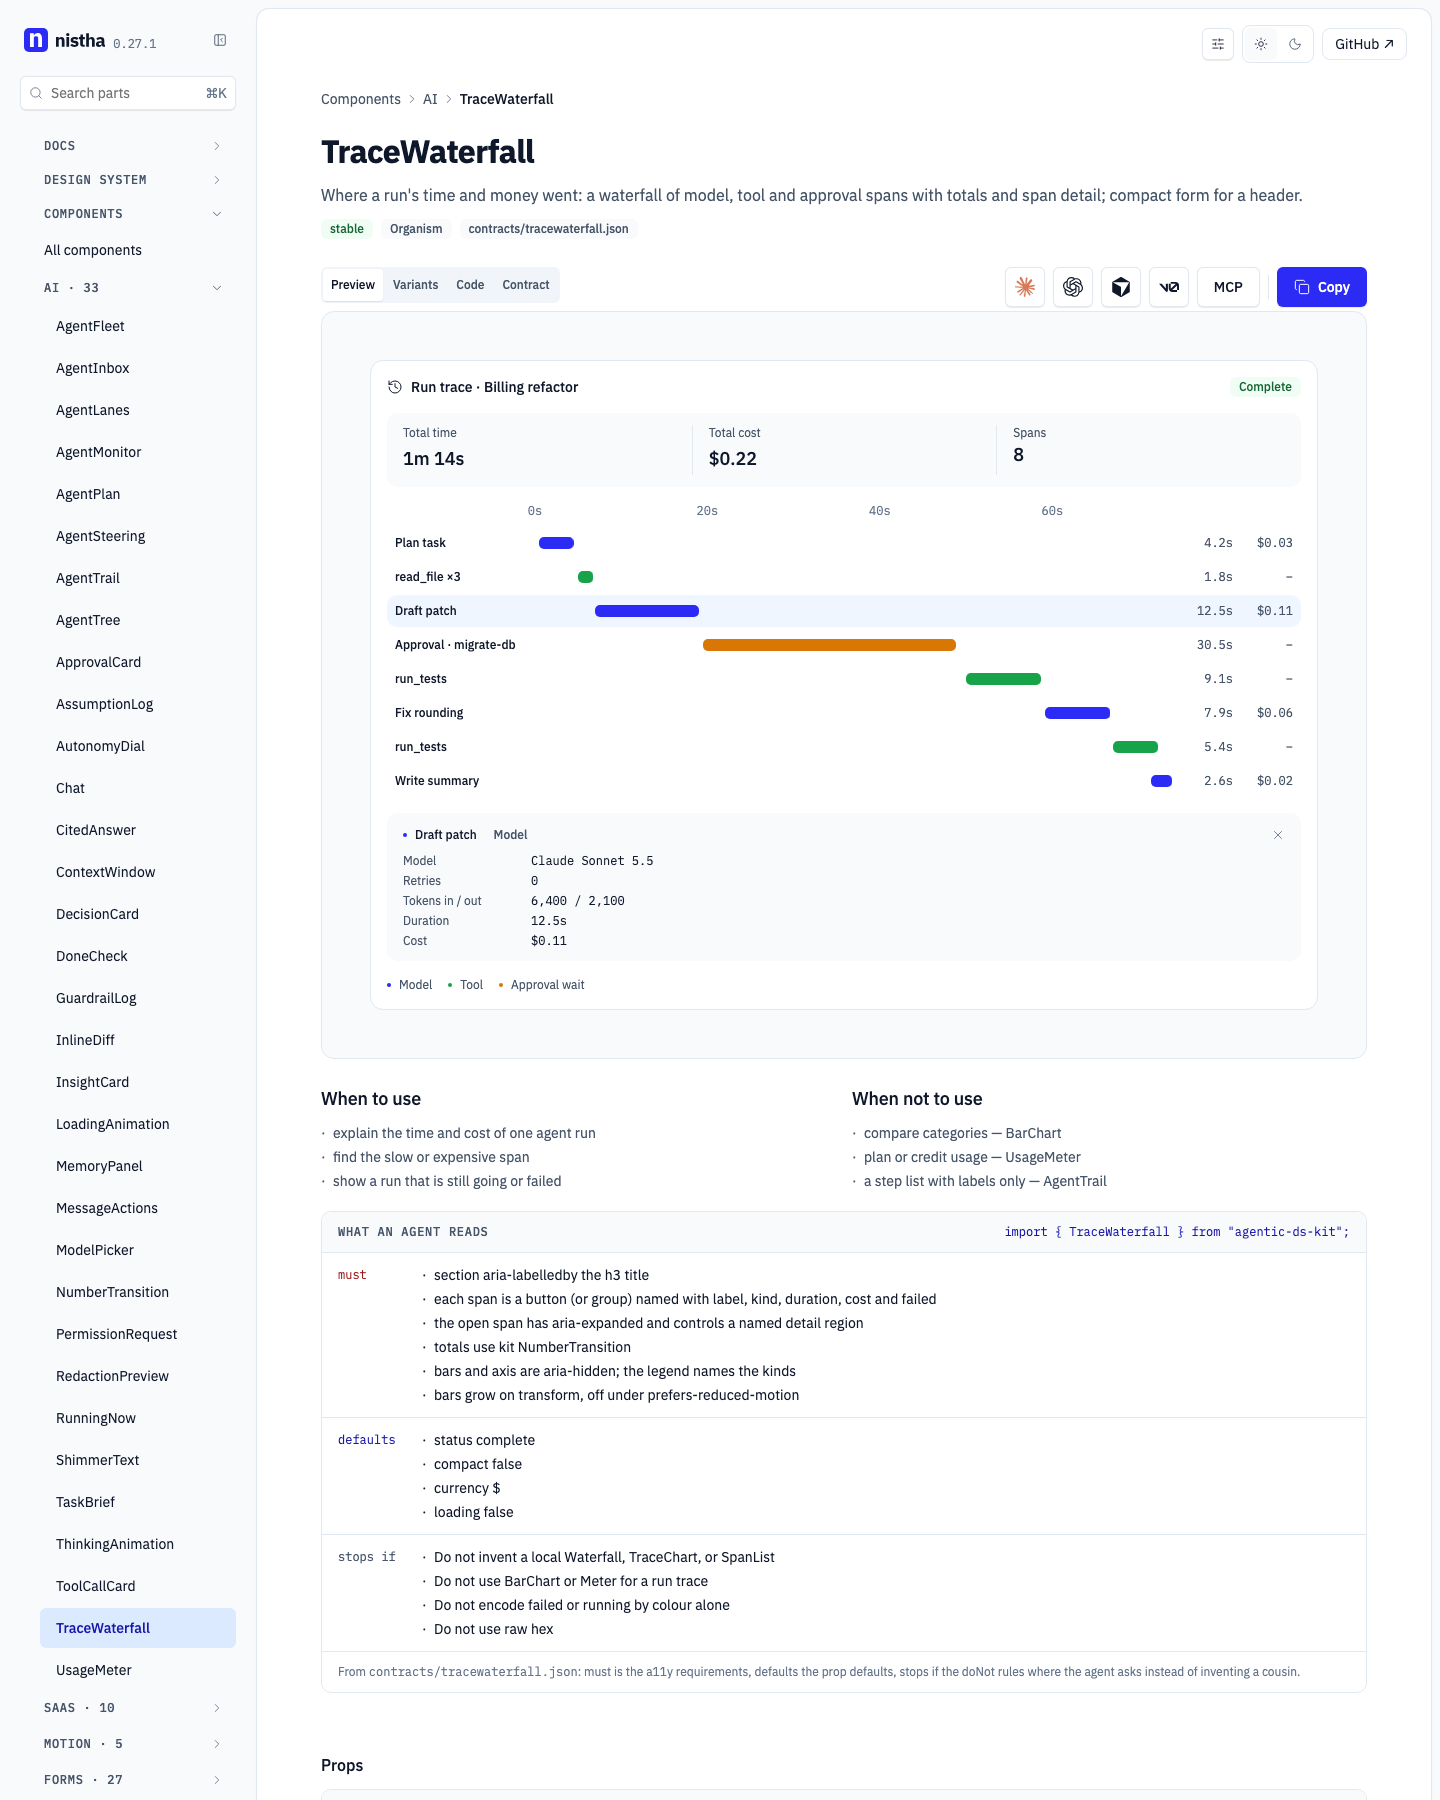 nistha 0.27.1
Search parts ⌘K
DOCS
DESIGN SYSTEM
COMPONENTS
All components
AI · 33
AgentFleet
AgentInbox
AgentLanes
AgentMonitor
AgentPlan
AgentSteering
AgentTrail
AgentTree
ApprovalCard
AssumptionLog
AutonomyDial
Chat
CitedAnswer
ContextWindow
DecisionCard
DoneCheck
GuardrailLog
InlineDiff
InsightCard
LoadingAnimation
MemoryPanel
MessageActions
ModelPicker
NumberTransition
PermissionRequest
RedactionPreview
RunningNow
ShimmerText
TaskBrief
ThinkingAnimation
ToolCallCard
TraceWaterfall
UsageMeter
SAAS · 10
MOTION · 5
FORMS · 27
GitHub ↗
Components > AI > TraceWaterfall
TraceWaterfall
Where a run's time and money went: a waterfall of model, tool and approval spans with totals and span detail; compact form for a header.
stable Organism contracts/tracewaterfall.json
Preview Variants Code Contract
v0 MCP Copy
Run trace · Billing refactor Complete
Total time Total cost Spans
1m 14s $0.22 8
0s 20s 40s 60s
Plan task 4.2s $0.03
read_file ×3 1.8s –
Draft patch 12.5s $0.11
Approval · migrate-db 30.5s –
run_tests 9.1s –
Fix rounding 7.9s $0.06
run_tests 5.4s –
Write summary 2.6s $0.02
Draft patch Model
Model Claude Sonnet 5.5
Retries 0
Tokens in / out 6,400 / 2,100
Duration 12.5s
Cost $0.11
Model Tool Approval wait
When to use
· explain the time and cost of one agent run
· find the slow or expensive span
· show a run that is still going or failed
When not to use
· compare categories — BarChart
· plan or credit usage — UsageMeter
· a step list with labels only — AgentTrail
WHAT AN AGENT READS import { TraceWaterfall } from "agentic-ds-kit";
must · section aria-labelledby the h3 title
· each span is a button (or group) named with label, kind, duration, cost and failed
· the open span has aria-expanded and controls a named detail region
· totals use kit NumberTransition
· bars and axis are aria-hidden; the legend names the kinds
· bars grow on transform, off under prefers-reduced-motion
defaults · status complete
· compact false
· currency $
· loading false
stops if · Do not invent a local Waterfall, TraceChart, or SpanList
· Do not use BarChart or Meter for a run trace
· Do not encode failed or running by colour alone
· Do not use raw hex
From contracts/tracewaterfall.json: must is the a11y requirements, defaults the prop defaults, stops if the doNot rules where the agent asks instead of inventing a cousin.
Props